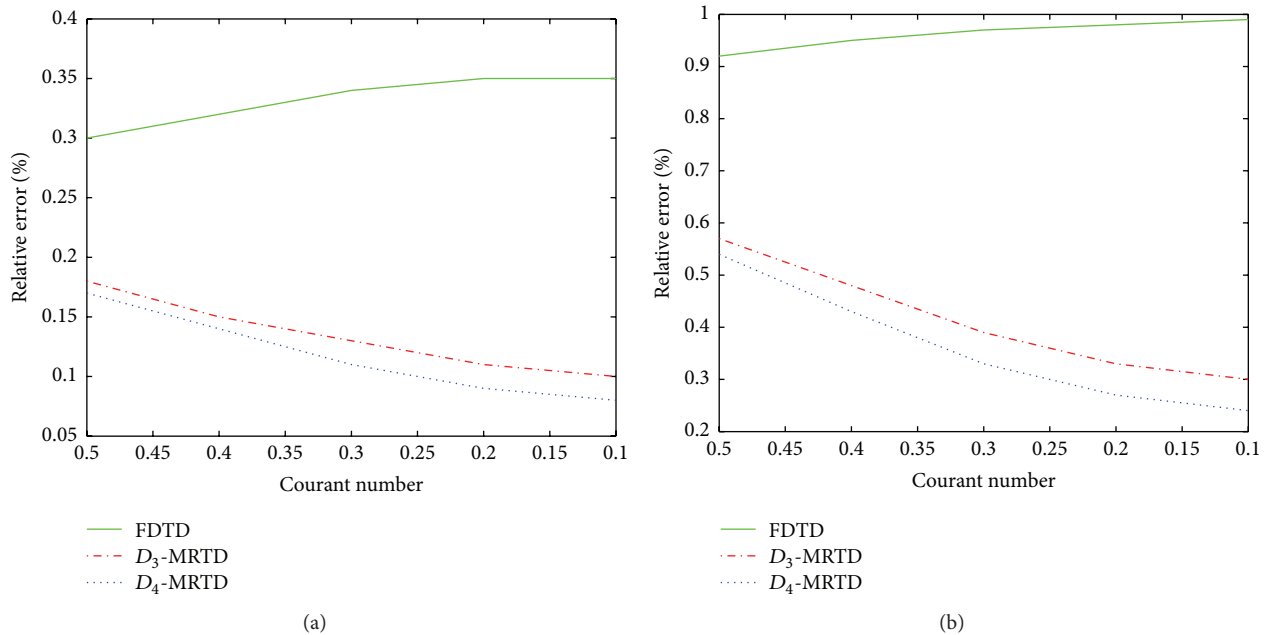 0.4
0.35
0.3
0.25
0.2
0.15
0.1
0.05
Relative error (%)
0.5 0.45 0.4 0.35 0.3 0.25 0.2 0.15 0.1
Courant number
FDTD
D₃-MRTD
D₄-MRTD
(a)
1
0.9
0.8
0.7
0.6
0.5
0.4
0.3
0.2
Relative error (%)
0.5 0.45 0.4 0.35 0.3 0.25 0.2 0.15 0.1
Courant number
FDTD
D₃-MRTD
D₄-MRTD
(b)